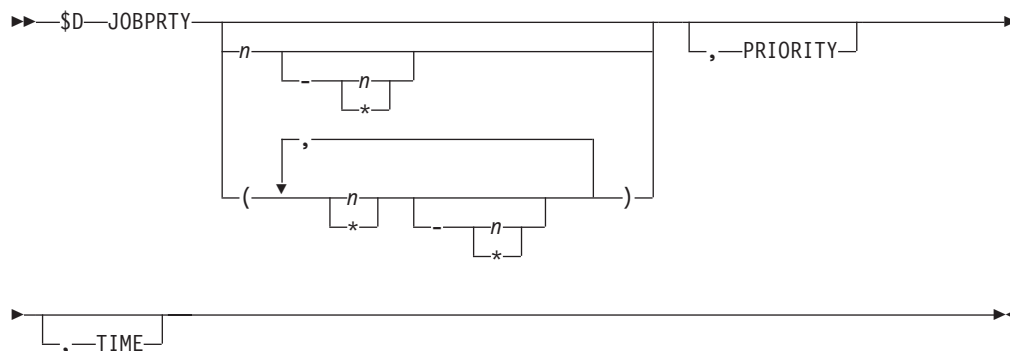 $D JOBPRTY
n
- n
, PRIORITY
*
,
( n - n )
* *
, TIME